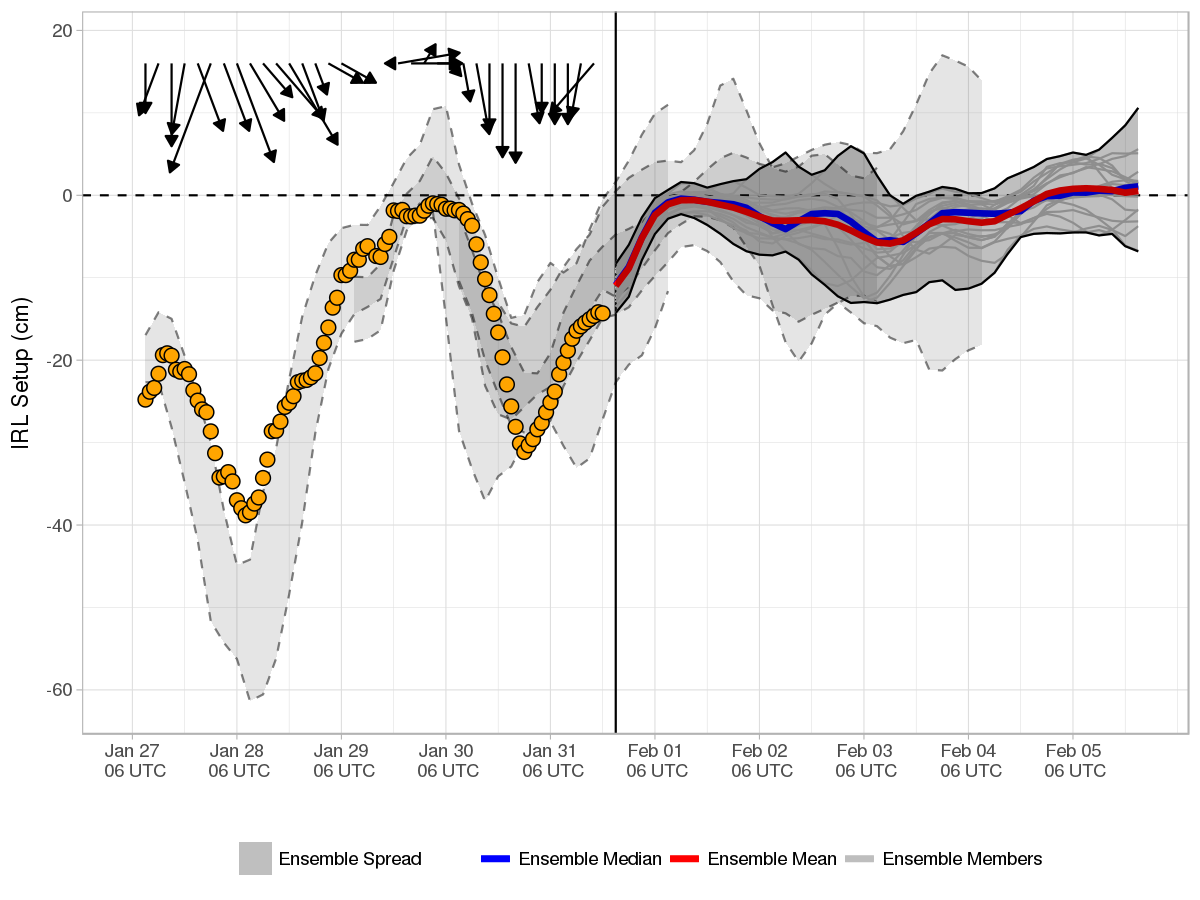 IRL Setup (cm)
20
0
-20
-40
-60
Jan 27 Jan 28 Jan 29 Jan 30 Jan 31 Feb 01 Feb 02 Feb 03 Feb 04 Feb 05
06 UTC 06 UTC 06 UTC 06 UTC 06 UTC 06 UTC 06 UTC 06 UTC 06 UTC 06 UTC
Ensemble Spread Ensemble Median Ensemble Mean Ensemble Members